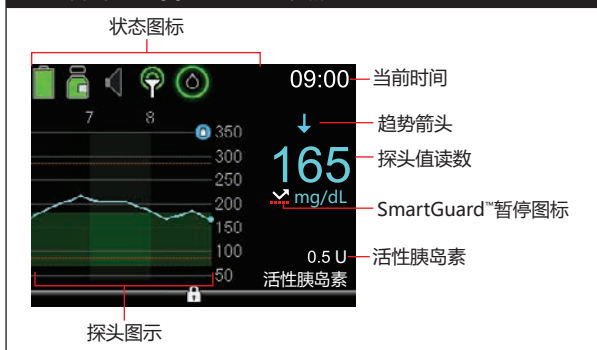 状态图标
09:00
当前时间
7 8
350
300
250
200
150
100
50
趋势箭头
165
探头值读数
mg/dL
SmartGuard™暂停图标
0.5 U
活性胰岛素
活性胰岛素
探头图示